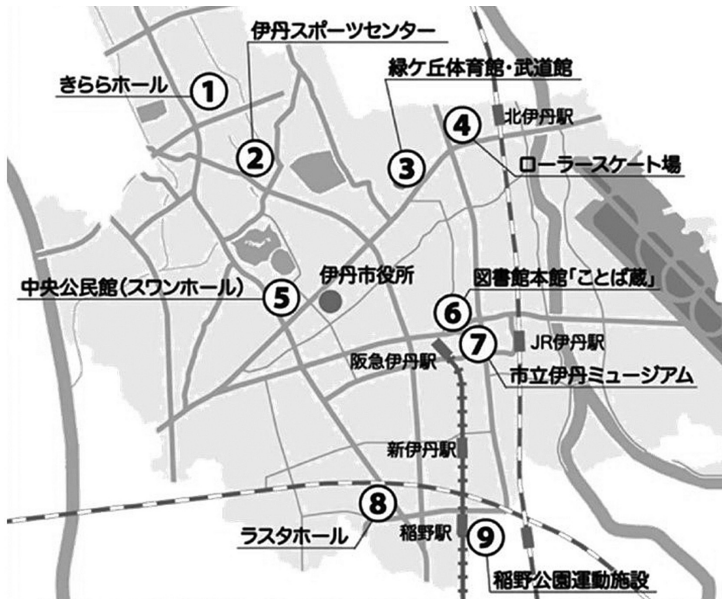 伊丹スポーツセンター
②
きららホール
①
緑ケ丘体育館・武道館
③
④
北伊丹駅
ローラースケート場
中央公民館(スワンホール)
⑤
伊丹市役所
図書館本館「ことば蔵」
⑥
⑦
JR伊丹駅
阪急伊丹駅
市立伊丹ミュージアム
新伊丹駅
⑧
ラスタホール
稲野駅
⑨
稲野公園運動施設